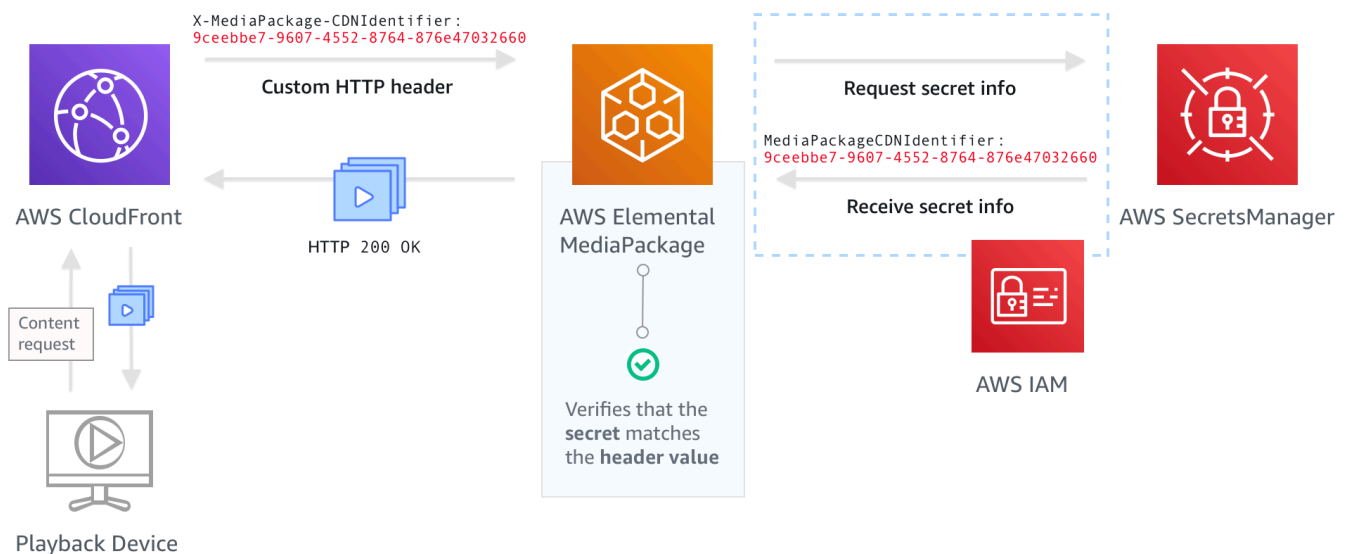 X-MediaPackage-CDNIdentifier:
9ceebbe7-9607-4552-8764-876e47032660
Custom HTTP header
Request secret info
MediaPackageCDNIdentifier:
9ceebbe7-9607-4552-8764-876e47032660
Receive secret info
AWS CloudFront
AWS Elemental
MediaPackage
AWS SecretsManager
HTTP 200 OK
Content
request
AWS IAM
Verifies that the
secret matches
the header value
Playback Device